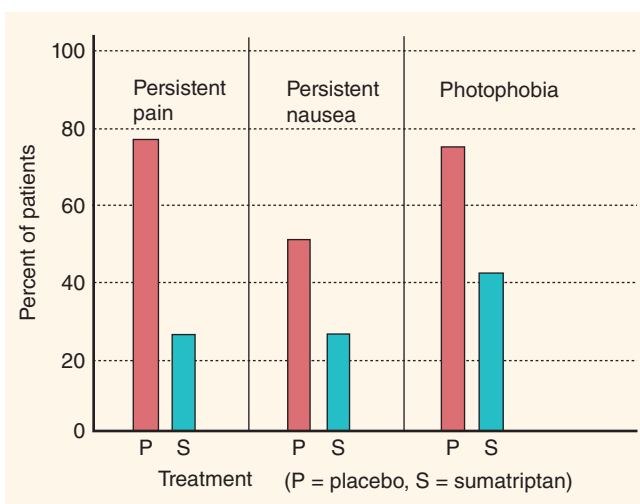 100
80
60
40
20
0
Percent of patients
Persistent
pain
Persistent
nausea
Photophobia
P S P S P S
Treatment (P = placebo, S = sumatriptan)